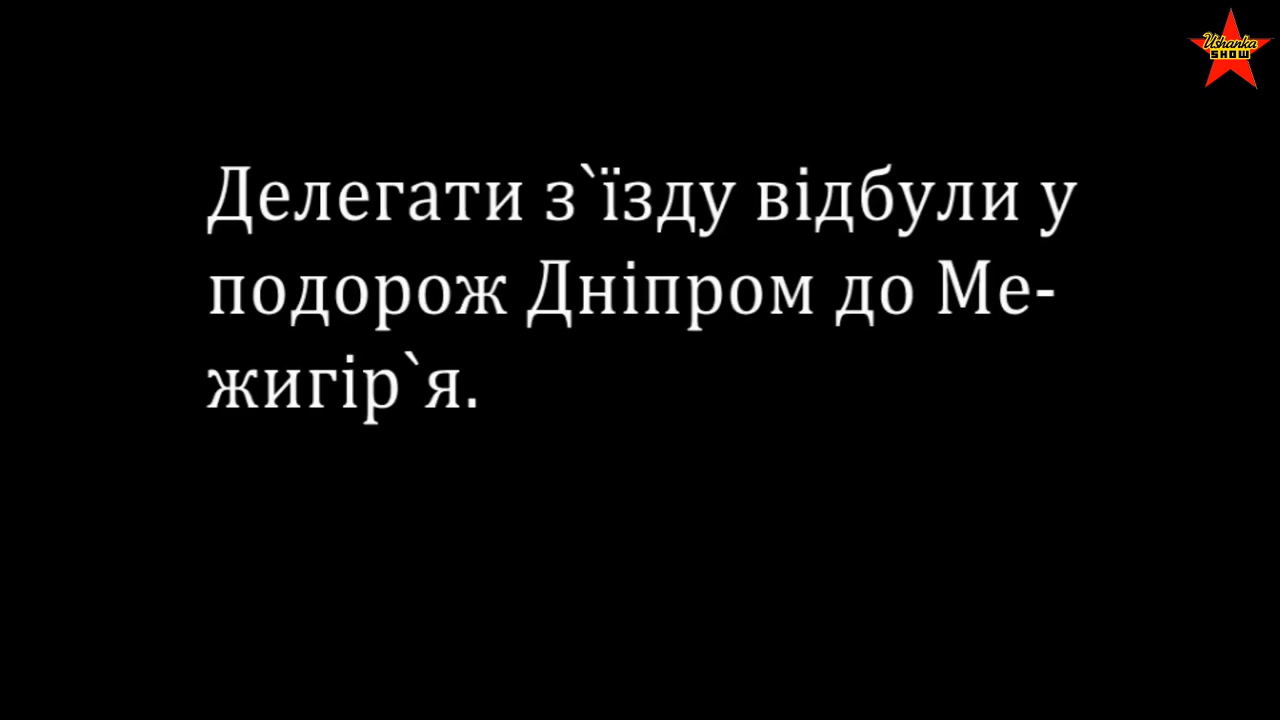 Ushanka
SHOW
Делегати з`їзду відбули у
подорож Дніпром до Ме-
жигір`я.